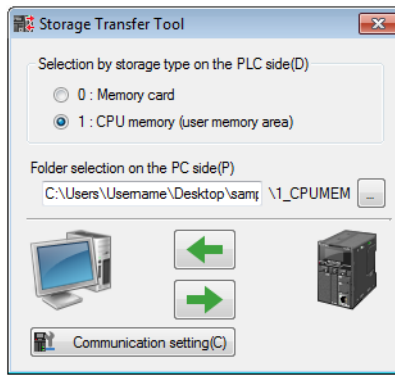 Storage Transfer Tool
Selection by storage type on the PLC side(D)
0 : Memory card
1 : CPU memory (user memory area)
Folder selection on the PC side(P)
C:\Users\Username\Desktop\samp \1_CPUMEM ...
Communication setting(C)